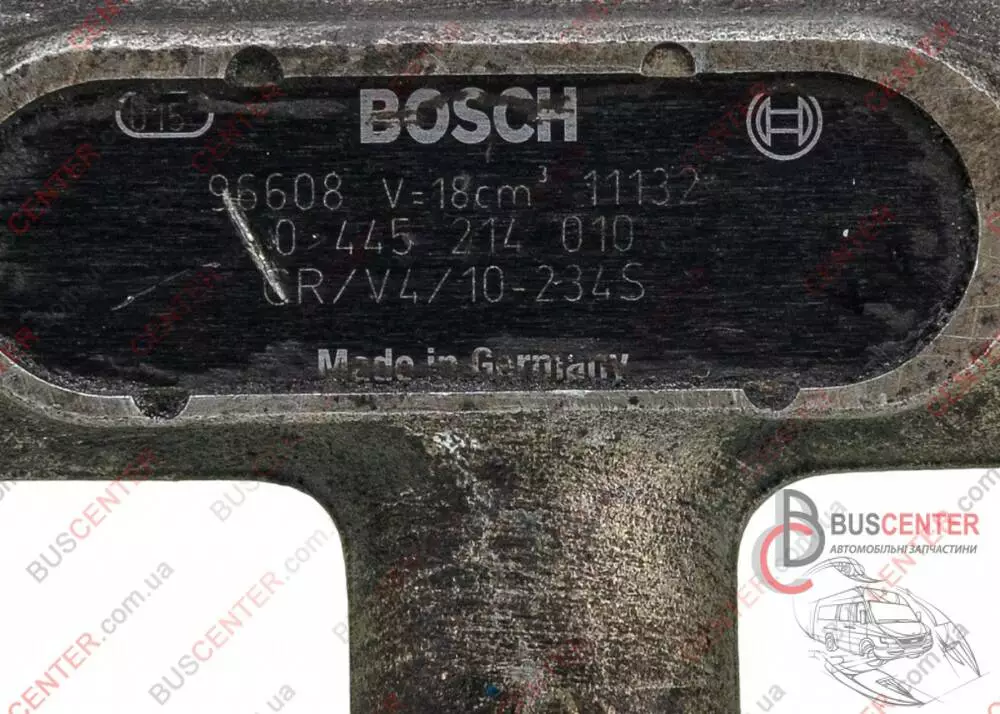 015
BOSCH
96608 V=18cm³ 11132
0 445 214 010
CR/V4/10-234S
Made in Germany
BUSCENTER
АВТОМОБІЛЬНІ ЗАПЧАСТИНИ
BUSCENTER.com.ua